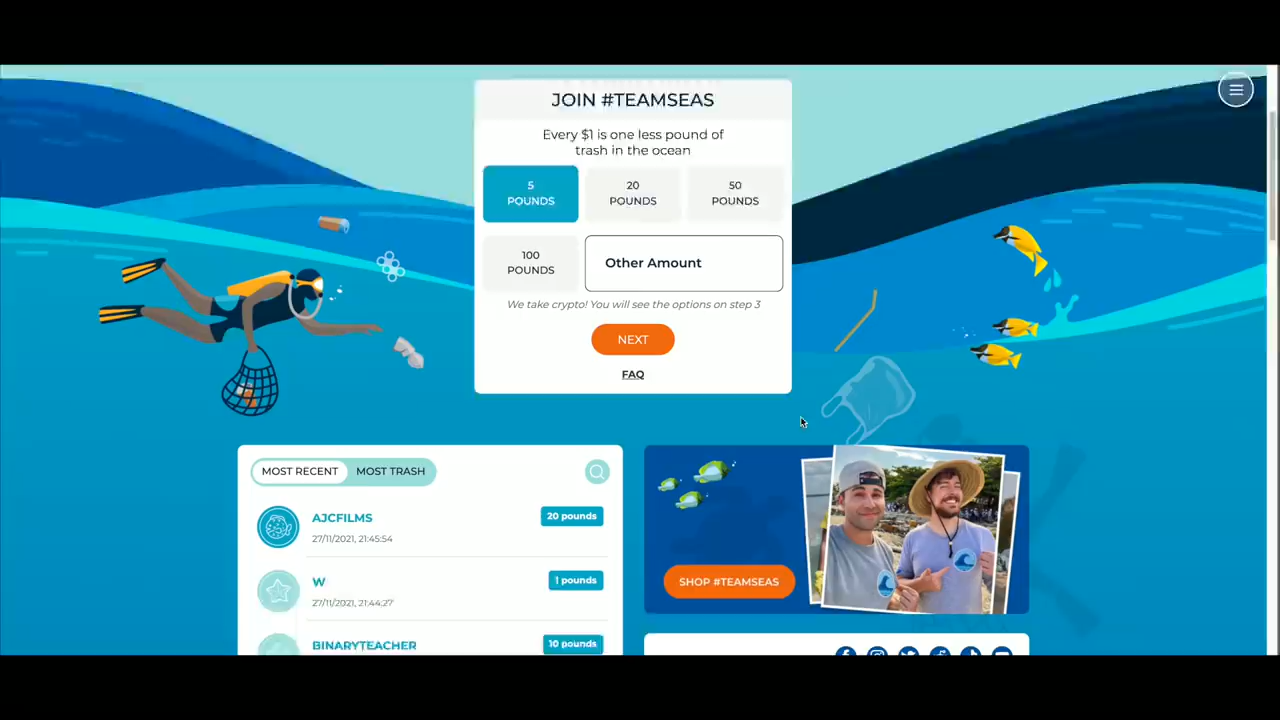 JOIN #TEAMSEAS
Every $1 is one less pound of
trash in the ocean
5
POUNDS
20
POUNDS
50
POUNDS
100
POUNDS
Other Amount
We take crypto! You will see the options on step 3
NEXT
FAQ
MOST RECENT
MOST TRASH
AJCFILMS
20 pounds
27/11/2021, 21:45:54
W
1 pounds
27/11/2021, 21:44:27
BINARYTEACHER
10 pounds
SHOP #TEAMSEAS